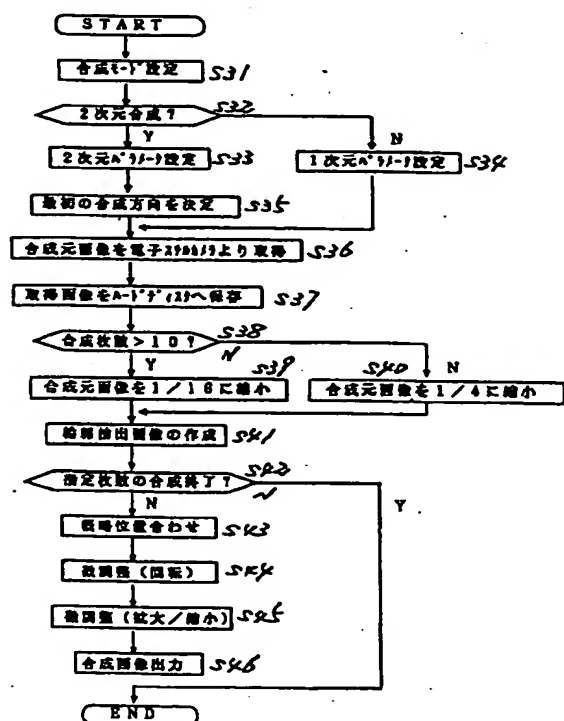 START
合成モード設定 S31
2次元合成? S32
Y N
2次元パラメータ設定 S33 1次元パラメータ設定 S34
最初の合成方向を決定 S35
合成元画像を電子スチルカメラより取得 S36
取得画像をハードディスクへ保存 S37
合成枚数>10? S38
Y N N
合成元画像を1/16に縮小 S39 合成元画像を1/4に縮小 S40
輪郭抽出画像の作成 S41
指定枚数の合成終了? S42
N N Y
概略位置合わせ S43
微調整(回転) S44
微調整(拡大/縮小) S45
合成画像出力 S46
END